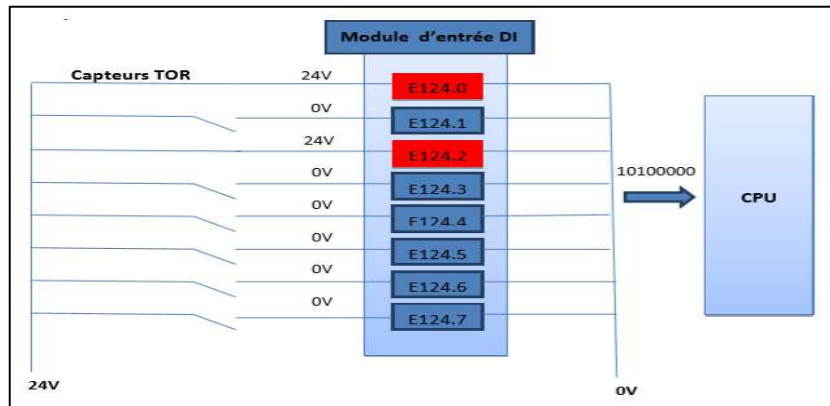 Module d'entrée DI
Capteurs TOR
24V
E124.0
0V
E124.1
24V
E124.2
0V
E124.3
0V
E124.4
0V
E124.5
0V
E124.6
0V
E124.7
10100000
CPU
24V
0V